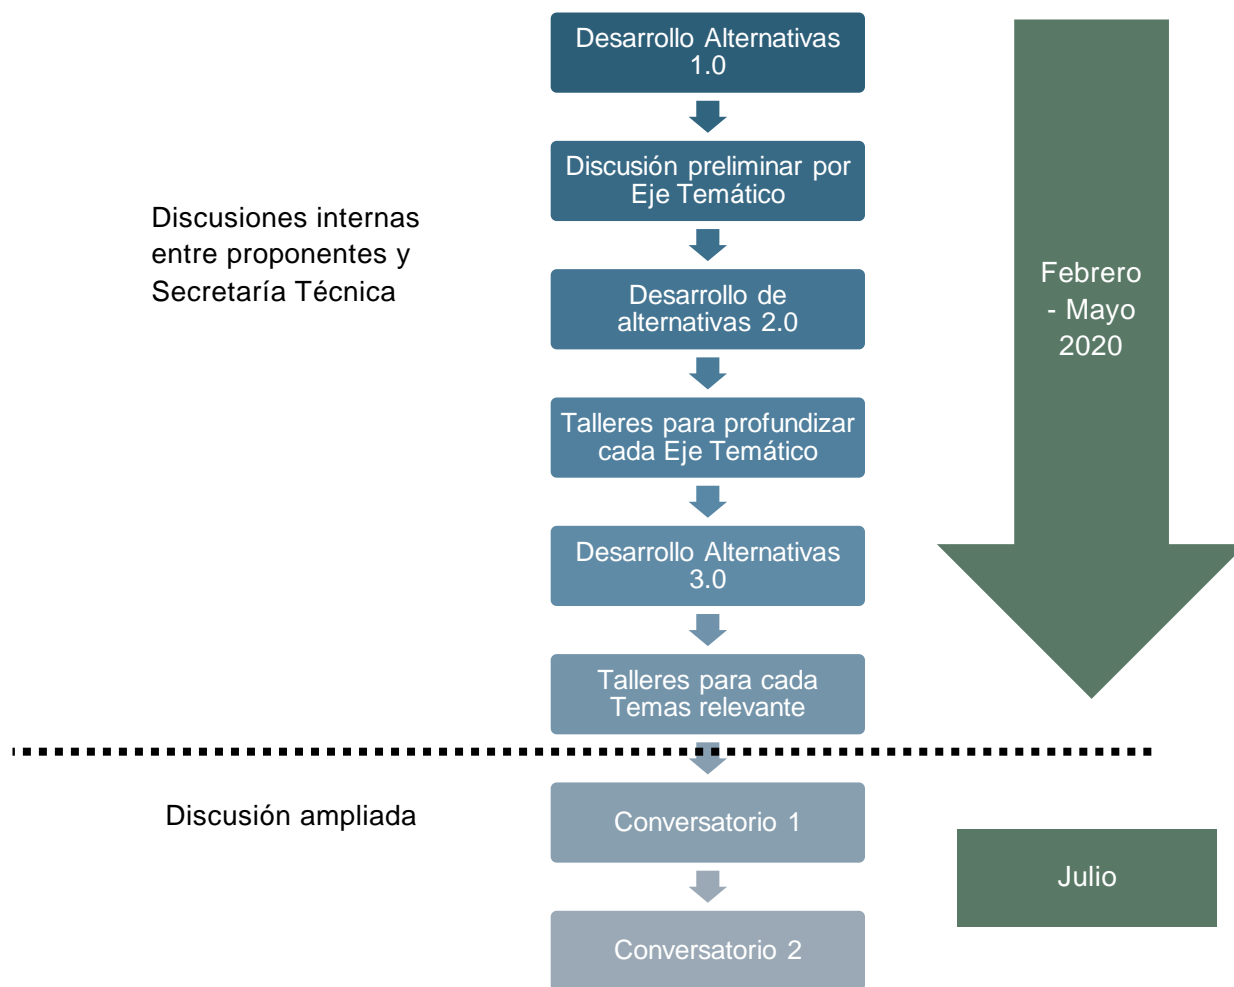 Desarrollo Alternativas
1.0
Discusión preliminar por
Eje Temático
Discusiones internas
entre proponentes y
Secretaría Técnica
Febrero
- Mayo
2020
Desarrollo de
alternativas 2.0
Talleres para profundizar
cada Eje Temático
Desarrollo Alternativas
3.0
Talleres para cada
Temas relevante
Discusión ampliada
Conversatorio 1
Julio
Conversatorio 2